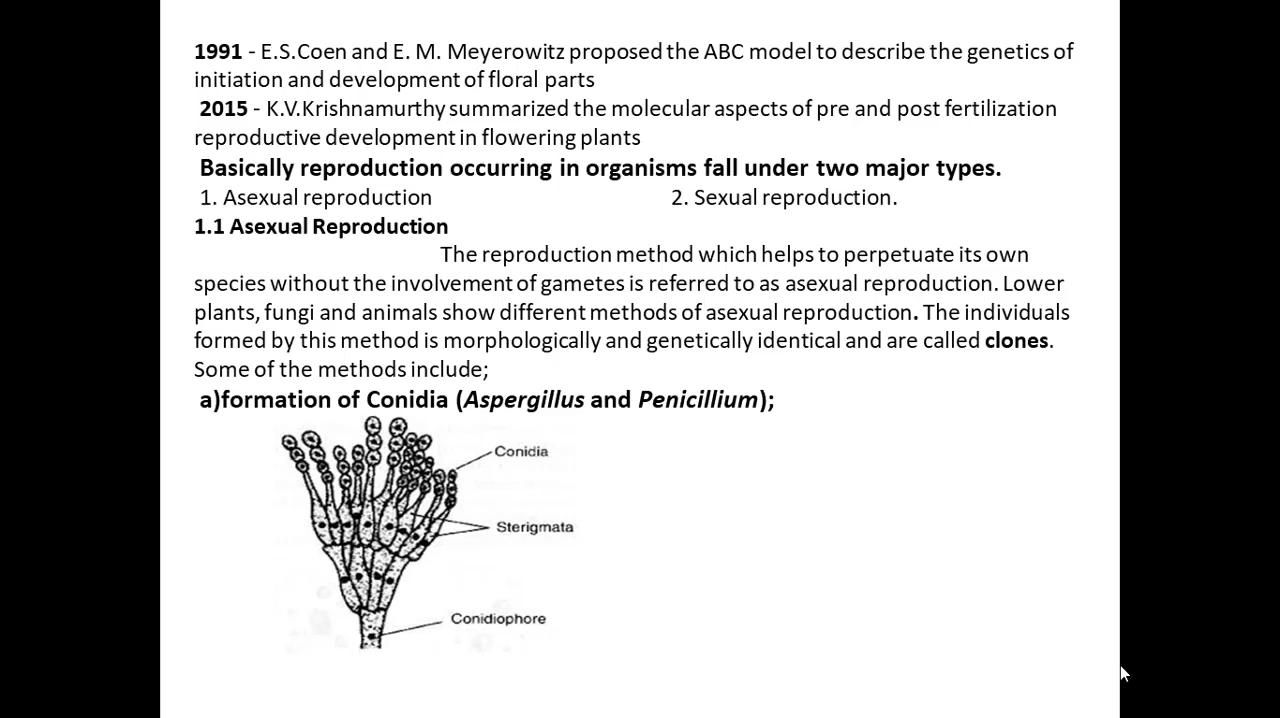 1991 - E.S.Coen and E. M. Meyerowitz proposed the ABC model to describe the genetics of
initiation and development of floral parts
2015 - K.V.Krishnamurthy summarized the molecular aspects of pre and post fertilization
reproductive development in flowering plants
Basically reproduction occurring in organisms fall under two major types.
1. Asexual reproduction 2. Sexual reproduction.
1.1 Asexual Reproduction
The reproduction method which helps to perpetuate its own
species without the involvement of gametes is referred to as asexual reproduction. Lower
plants, fungi and animals show different methods of asexual reproduction. The individuals
formed by this method is morphologically and genetically identical and are called clones.
Some of the methods include;
a)formation of Conidia (Aspergillus and Penicillium);
Conidia
Sterigmata
Conidiophore